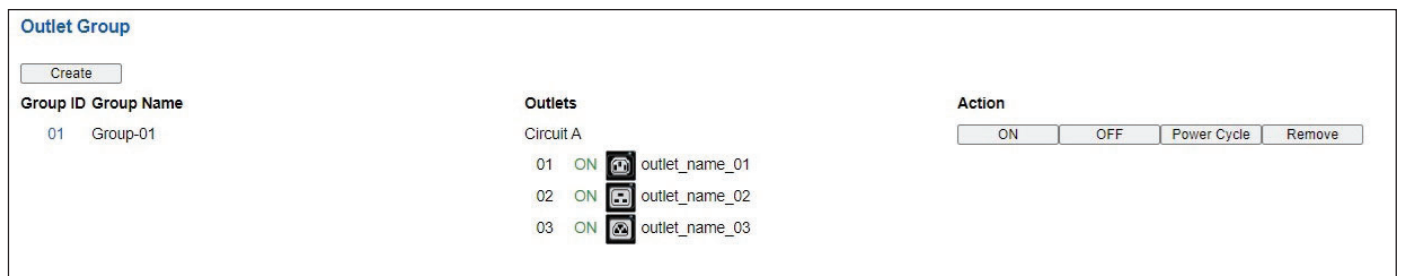 Outlet Group
Create
Group ID Group Name Outlets Action
01 Group-01 Circuit A ON OFF Power Cycle Remove
01 ON outlet_name_01
02 ON outlet_name_02
03 ON outlet_name_03